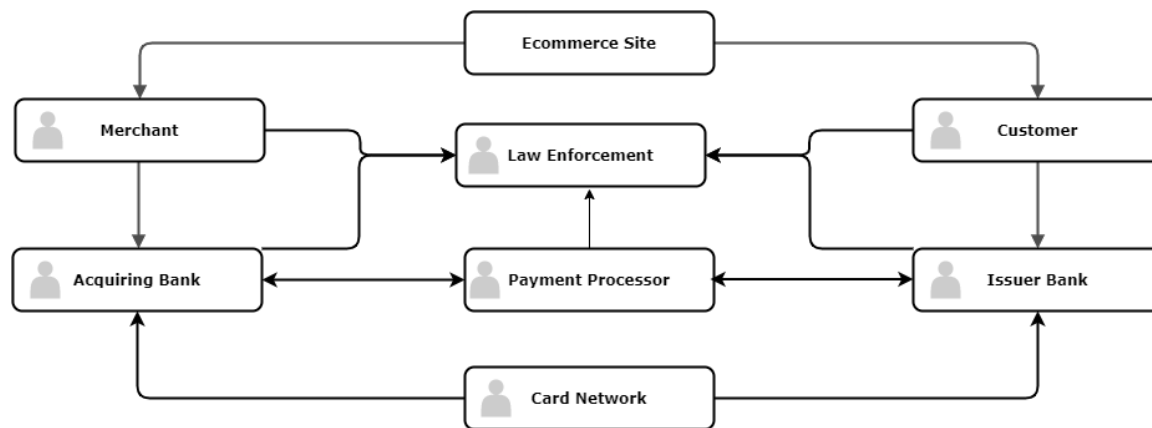 Ecommerce Site
Merchant
Customer
Law Enforcement
Acquiring Bank
Payment Processor
Issuer Bank
Card Network